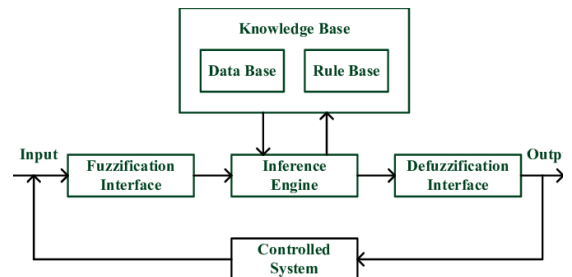 Knowledge Base
Data Base
Rule Base
Input
Fuzzification
Interface
Inference
Engine
Defuzzification
Interface
Outp
Controlled
System